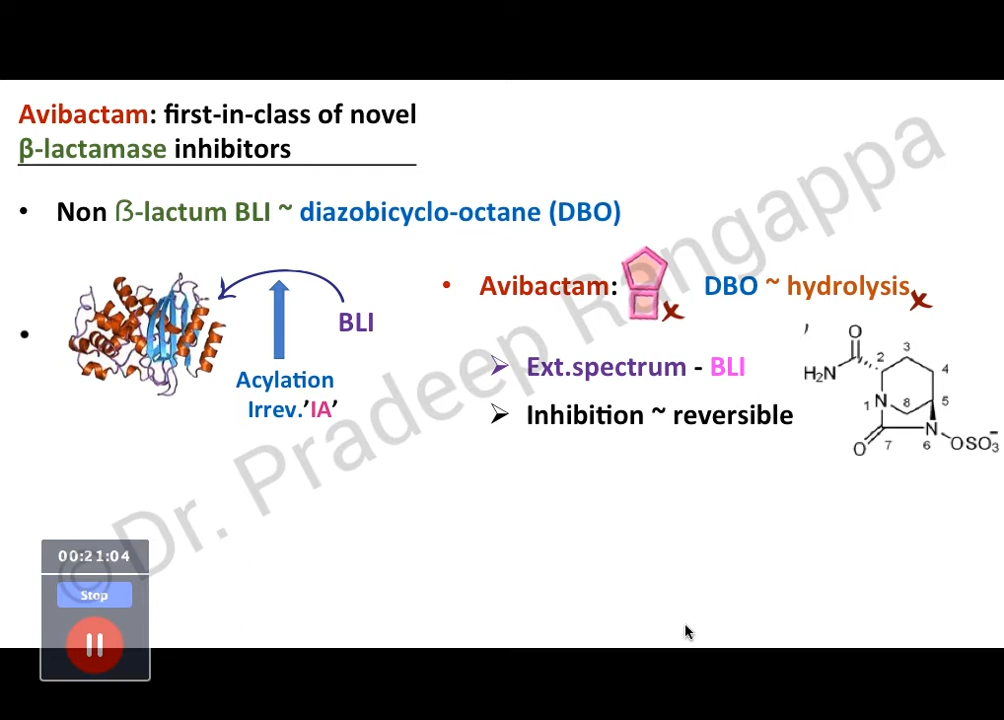 Avibactam: first-in-class of novel
β-lactamase inhibitors
• Non ẞ-lactum BLI ~ diazobicyclo-octane (DBO)
• Avibactam: DBO ~ hydrolysis
BLI
Acylation
Irrev.’IA’
➢ Ext.spectrum - BLI
➢ Inhibition ~ reversible
O
3
2
4
H₂N
1 N
8
5
O
7
6
N
OSO₃⁻
© Dr. Pradeep Rangappa
00:21:04
Stop